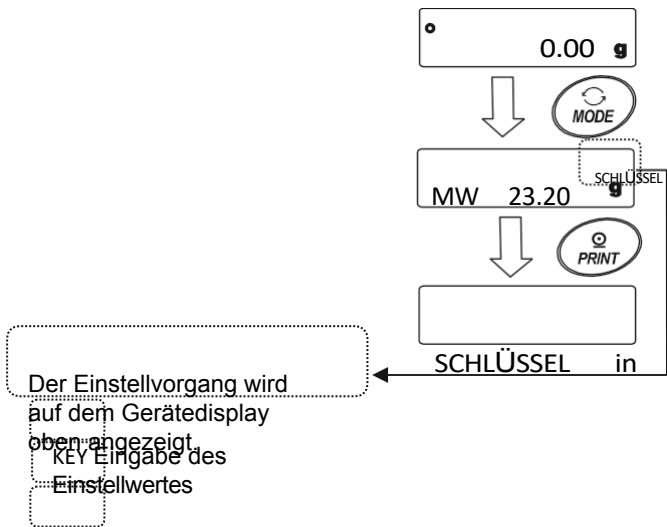 0.00 g
MODE
SCHLÜSSEL
MW 23.20 g
PRINT
SCHLÜSSEL in
Der Einstellvorgang wird
auf dem Gerätedisplay
oben angezeigt.
KEY Eingabe des
Einstellwertes